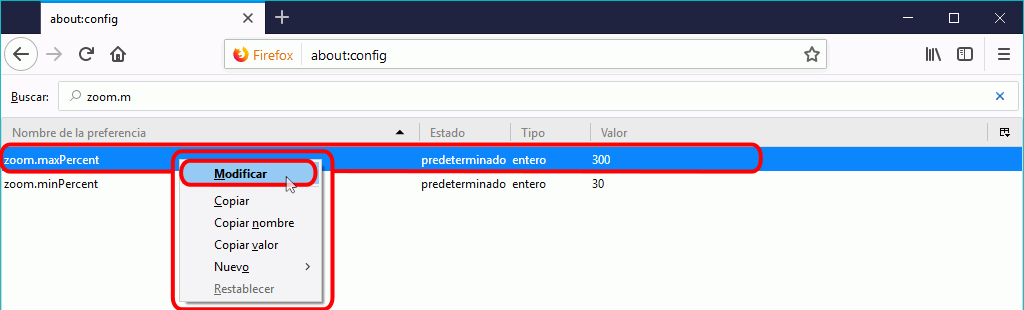 about:config
Firefox about:config
Buscar: zoom.m
Nombre de la preferencia Estado Tipo Valor
zoom.maxPercent predeterminado entero 300
zoom.minPercent predeterminado entero 30
Modificar
Copiar
Copiar nombre
Copiar valor
Nuevo
Restablecer